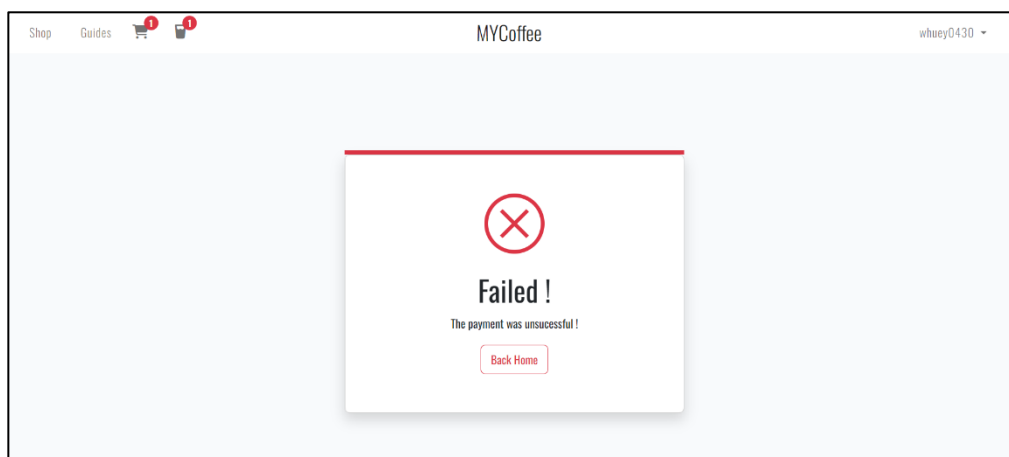 Shop Guides 1 1 MYCoffee whuey0430
Failed !
The payment was unsucessful !
Back Home